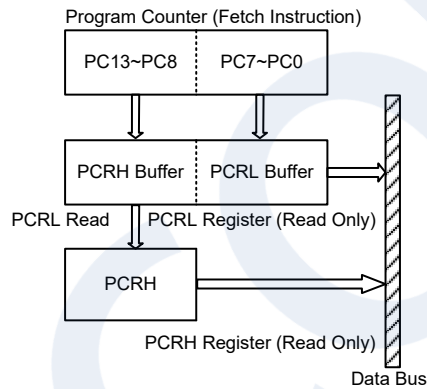 Program Counter (Fetch Instruction)
PC13~PC8
PC7~PC0
PCRH Buffer
PCRL Buffer
PCRL Read
PCRL Register (Read Only)
PCRH
PCRH Register (Read Only)
Data Bus